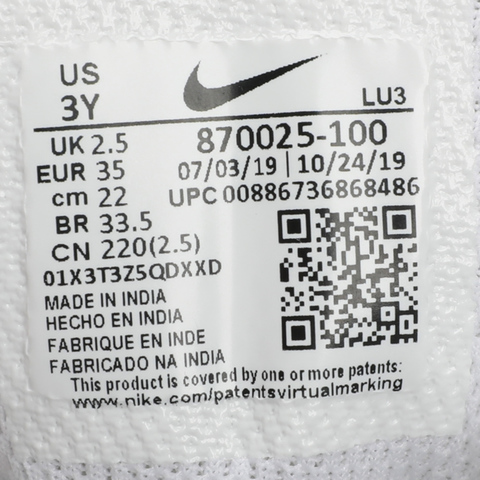 US
3Y
LU3
UK 2.5
870025-100
EUR 35
07/03/19 | 10/24/19
cm 22
UPC 00886736868486
BR 33.5
CN 220(2.5)
01X3T3Z5QDXXD
MADE IN INDIA
HECHO EN INDIA
FABRIQUE EN INDE
FABRICADO NA INDIA
This product is covered by one or more patents:
www.nike.com/patentsvirtualmarking